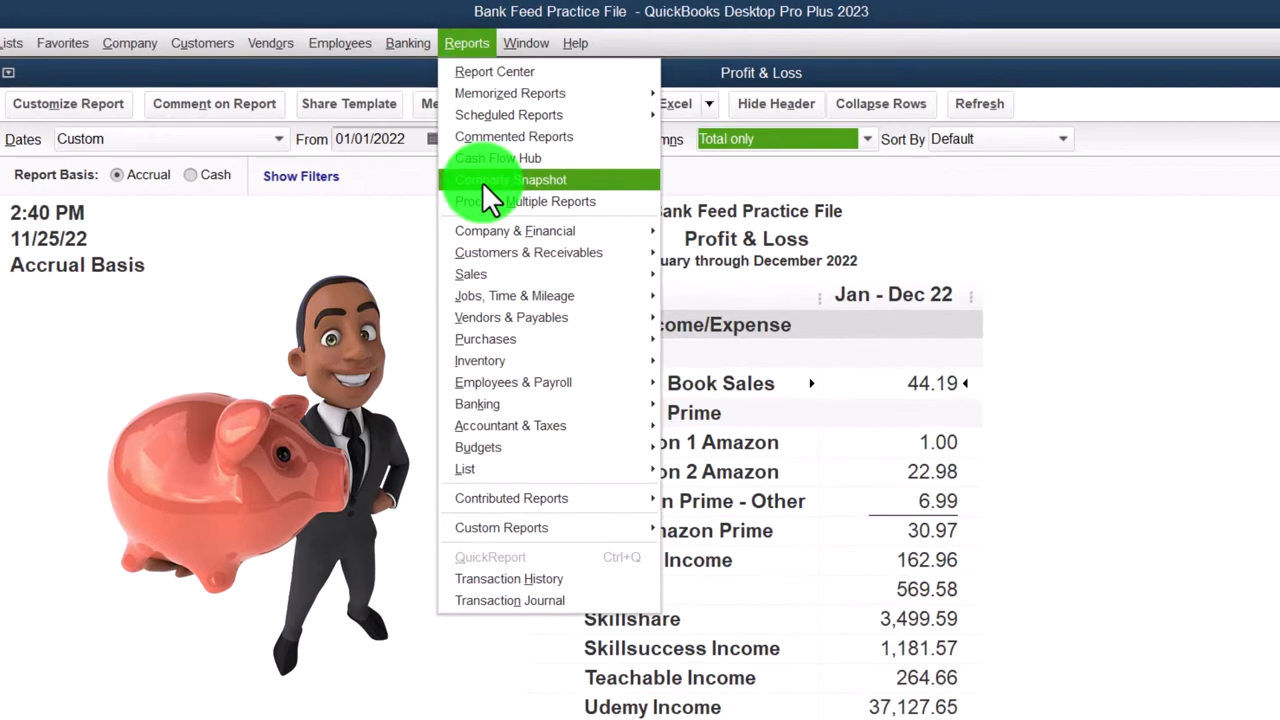 Bank Feed Practice File - QuickBooks Desktop Pro Plus 2023
ists Favorites Company Customers Vendors Employees Banking Reports Window Help
Profit & Loss
Customize Report Comment on Report Share Template Me Excel Hide Header Collapse Rows Refresh
Dates Custom From 01/01/2022 mns Total only Sort By Default
Report Basis: Accrual Cash Show Filters
2:40 PM
11/25/22
Accrual Basis
Report Center
Memorized Reports
Scheduled Reports
Commented Reports
Cash Flow Hub
Company Snapshot
Process Multiple Reports
Company & Financial
Customers & Receivables
Sales
Jobs, Time & Mileage
Vendors & Payables
Purchases
Inventory
Employees & Payroll
Banking
Accountant & Taxes
Budgets
List
Contributed Reports
Custom Reports
QuickReport Ctrl+Q
Transaction History
Transaction Journal
Bank Feed Practice File
Profit & Loss
uary through December 2022
Jan - Dec 22
come/Expense
Book Sales 44.19
Prime
on 1 Amazon 1.00
on 2 Amazon 22.98
n Prime - Other 6.99
mazon Prime 30.97
Income 162.96
569.58
Skillshare 3,499.59
Skillsuccess Income 1,181.57
Teachable Income 264.66
Udemy Income 37,127.65